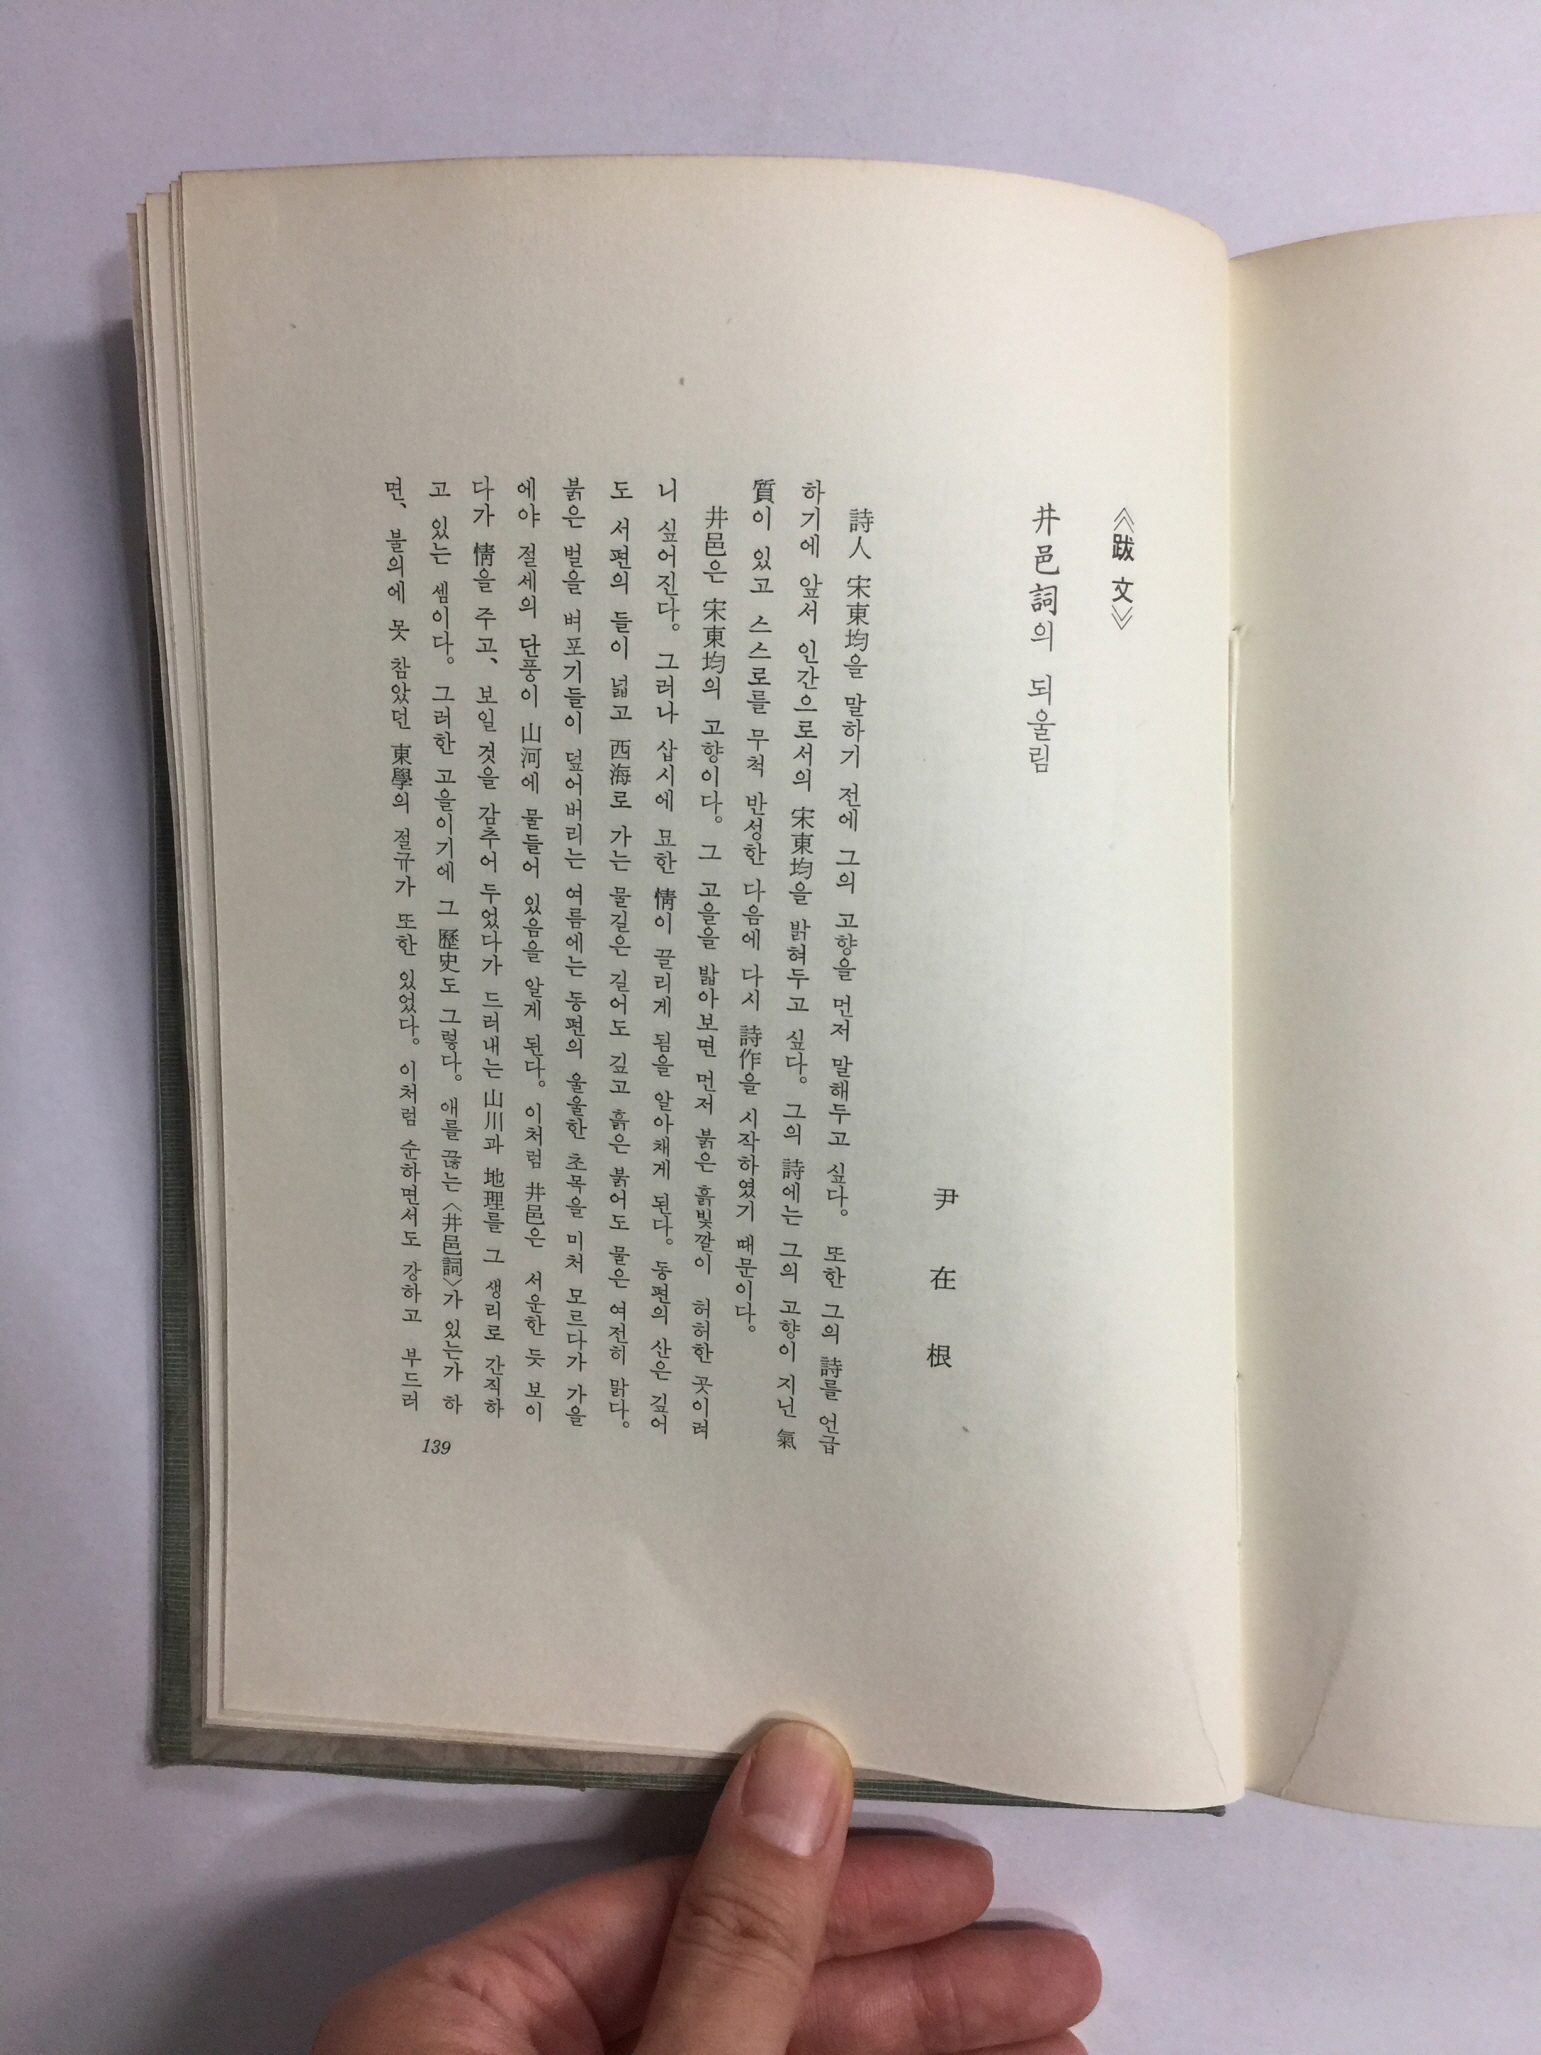 《跋 文》
井邑詞의 되울림
尹 在 根
詩人 宋東均을 말하기 전에 그의 고향을 먼저 말해두고 싶다. 또한 그의 詩를 언급
하기에 앞서 인간으로서의 宋東均을 밝혀두고 싶다. 그의 詩에는 그의 고향이 지닌 氣
質이 있고 스스로를 무척 반성한 다음에 다시 詩作을 시작하였기 때문이다.
井邑은 宋東均의 고향이다. 그 고을을 밟아보면 먼저 붉은 흙빛깔이 허허한 곳이려
니 싶어진다. 그러나 삽시에 묘한 情이 끌리게 됨을 알아채게 된다. 동편의 산은 깊어
도 서편의 들이 넓고 西海로 가는 물길은 길어도 깊고 흙은 붉어도 물은 여전히 맑다.
붉은 벌을 벼포기들이 덮어버리는 여름에는 동편의 울울한 초목을 미처 모르다가 가을
에야 절세의 단풍이 山河에 물들어 있음을 알게 된다. 이처럼 井邑은 서운한 듯 보이
다가 情을 주고、 보일 것을 감추어 두었다가 드러내는 山川과 地理를 그 생리로 간직하
고 있는 셈이다. 그러한 고을이기에 그 歷史도 그렇다. 애를 끊는 〈井邑詞〉가 있는가 하
면、 불의에 못 참았던 東學의 절규가 또한 있었다. 이처럼 순하면서도 강하고 부드러
139